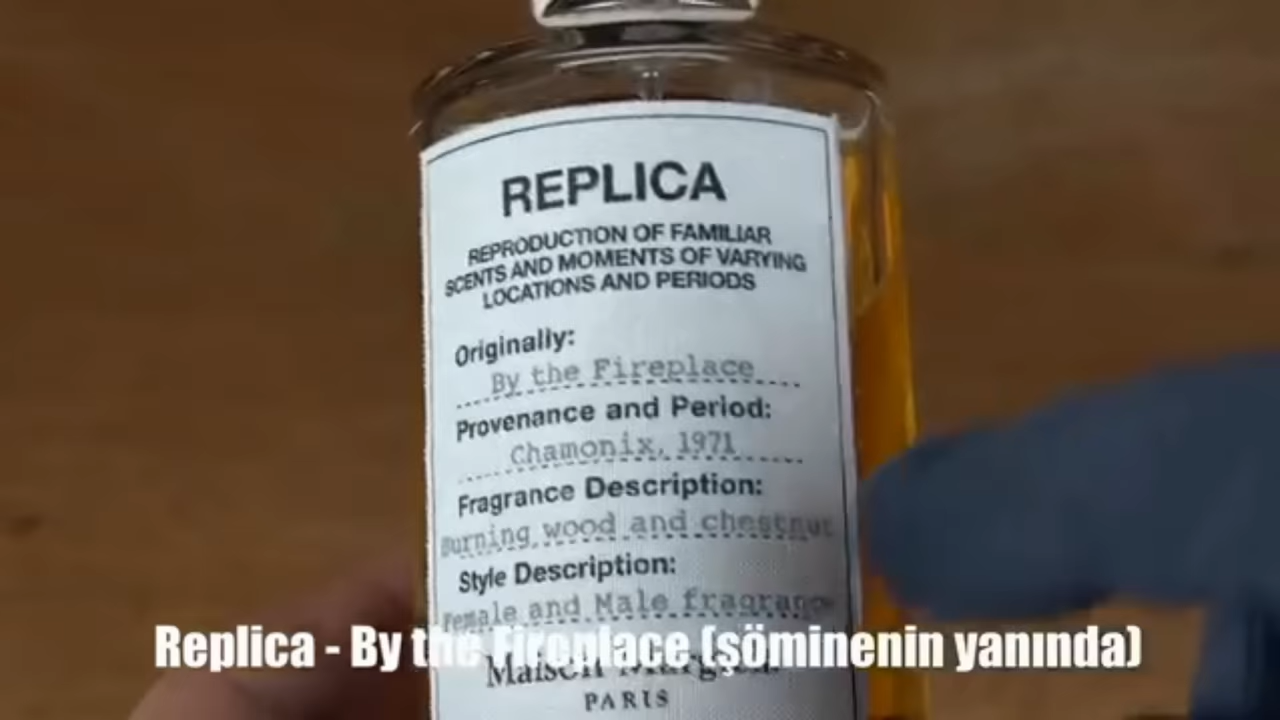 REPLICA
REPRODUCTION OF FAMILIAR
SCENTS AND MOMENTS OF VARYING
LOCATIONS AND PERIODS
Originally:
By the Fireplace
Provenance and Period:
Chamonix, 1971
Fragrance Description:
Burning wood and chestnut
Style Description:
Female and Male fragrance
Replica - By the Fireplace (şöminenin yanında)
Maison
PARIS